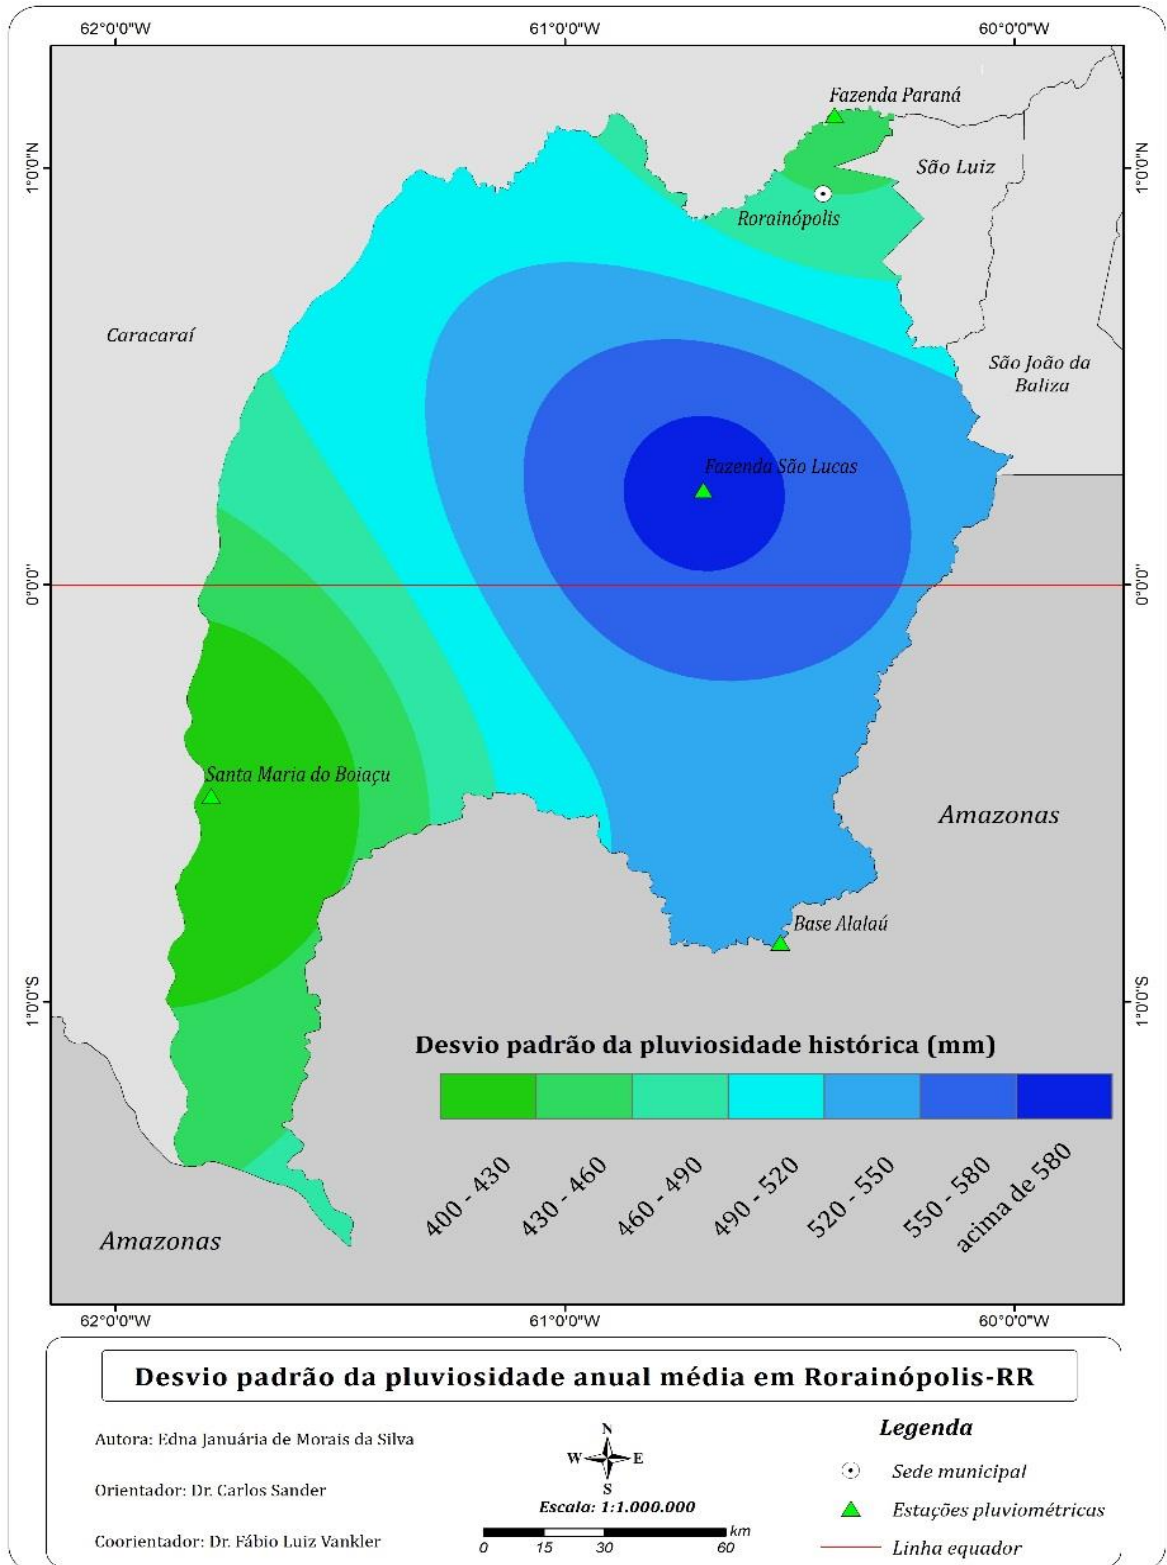 62°0'0"W 61°0'0"W 60°0'0"W
Fazenda Paraná
1°0'0"N 1°0'0"N
São Luiz
Rorainópolis
Caracaraí
São João da
Baliza
Fazenda São Lucas
0°0'0" 0°0'0"
Santa Maria do Boiaçu
Amazonas
Base Alalaú
1°0'0"S 1°0'0"S
Desvio padrão da pluviosidade histórica (mm)
400 - 430 430 - 460 460 - 490 490 - 520 520 - 550 550 - 580 acima de 580
Amazonas
62°0'0"W 61°0'0"W 60°0'0"W
Desvio padrão da pluviosidade anual média em Rorainópolis-RR
Autora: Edna Januária de Morais da Silva
Orientador: Dr. Carlos Sander
Coorientador: Dr. Fábio Luiz Vankler
N
W E
S
Escala: 1:1.000.000
km
0 15 30 60
Legenda
Sede municipal
Estações pluviométricas
Linha equador